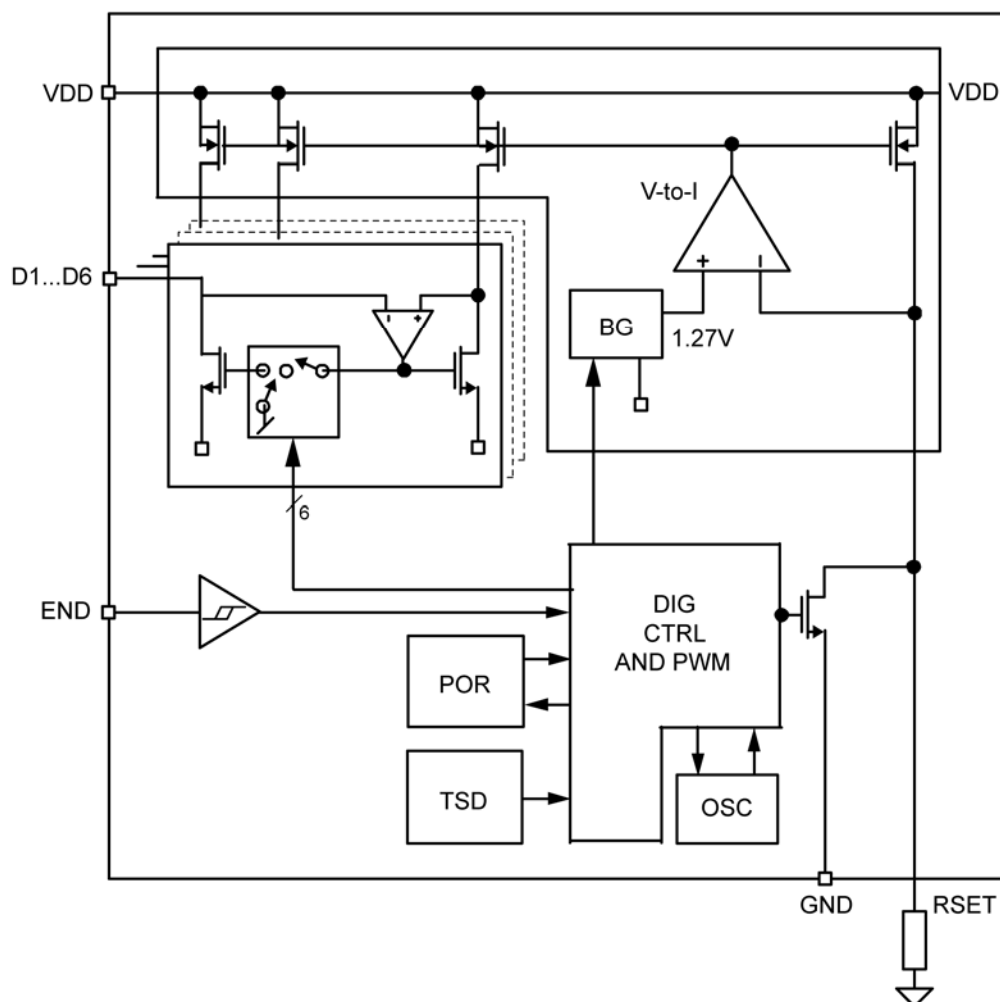 VDD
VDD
V-to-I
+
–
D1...D6
–
+
BG
1.27V
6
END
DIG
CTRL
AND PWM
POR
TSD
OSC
GND
RSET